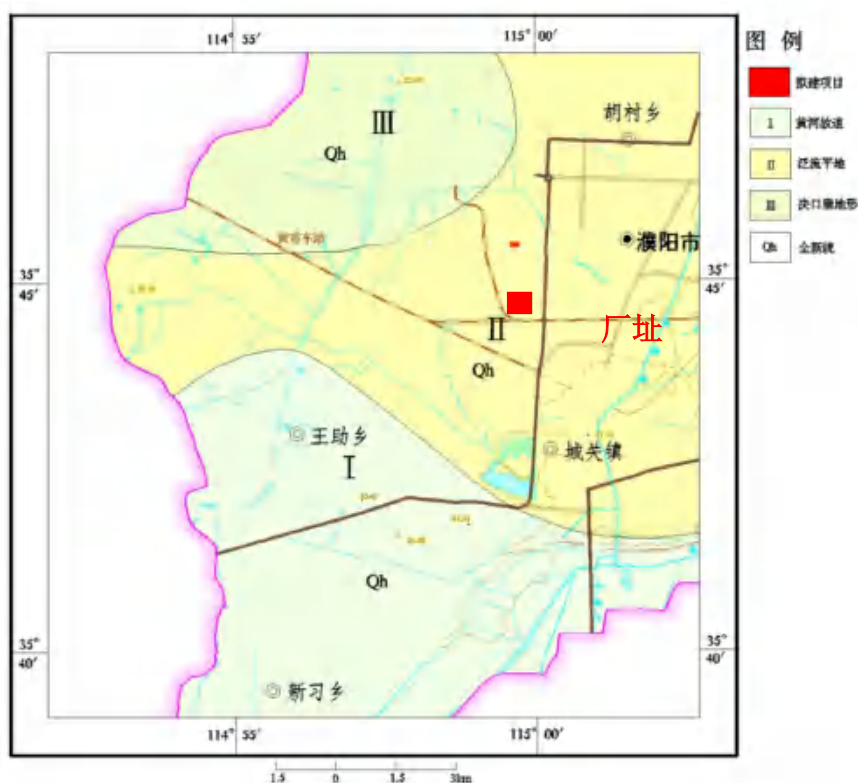 114° 55′
115° 00′
图 例
拟建项目
Ⅰ 黄河故道
Ⅱ 泛流平地
Ⅲ 决口扇地形
Qh 全新统
胡村乡
Ⅲ
Qh
濮阳市
35° 45′
35° 45′
Ⅱ
厂址
Qh
王助乡
Ⅰ
城关镇
Qh
35° 40′
35° 40′
新习乡
114° 55′
115° 00′
1.5 0 1.5 3km